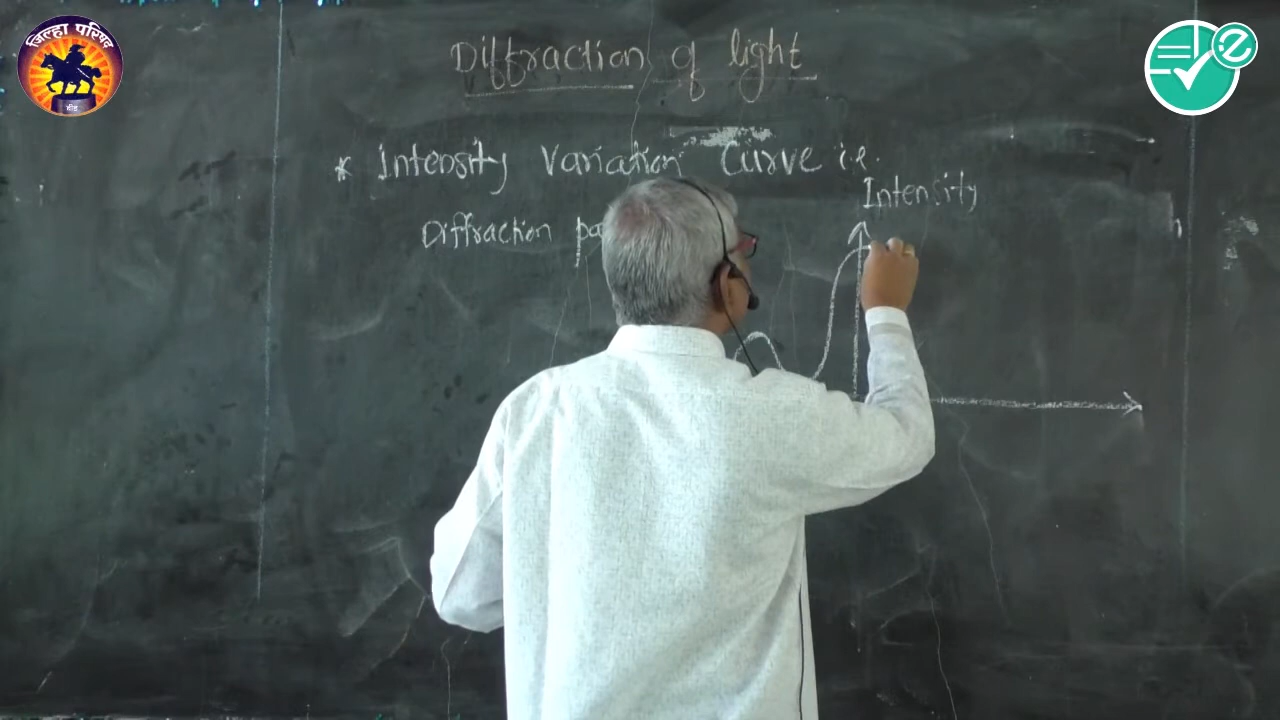 जिल्हा परिषद
बीड
Diffraction of light
* Intensity Variation Curve i.e.
Intensity
Diffraction